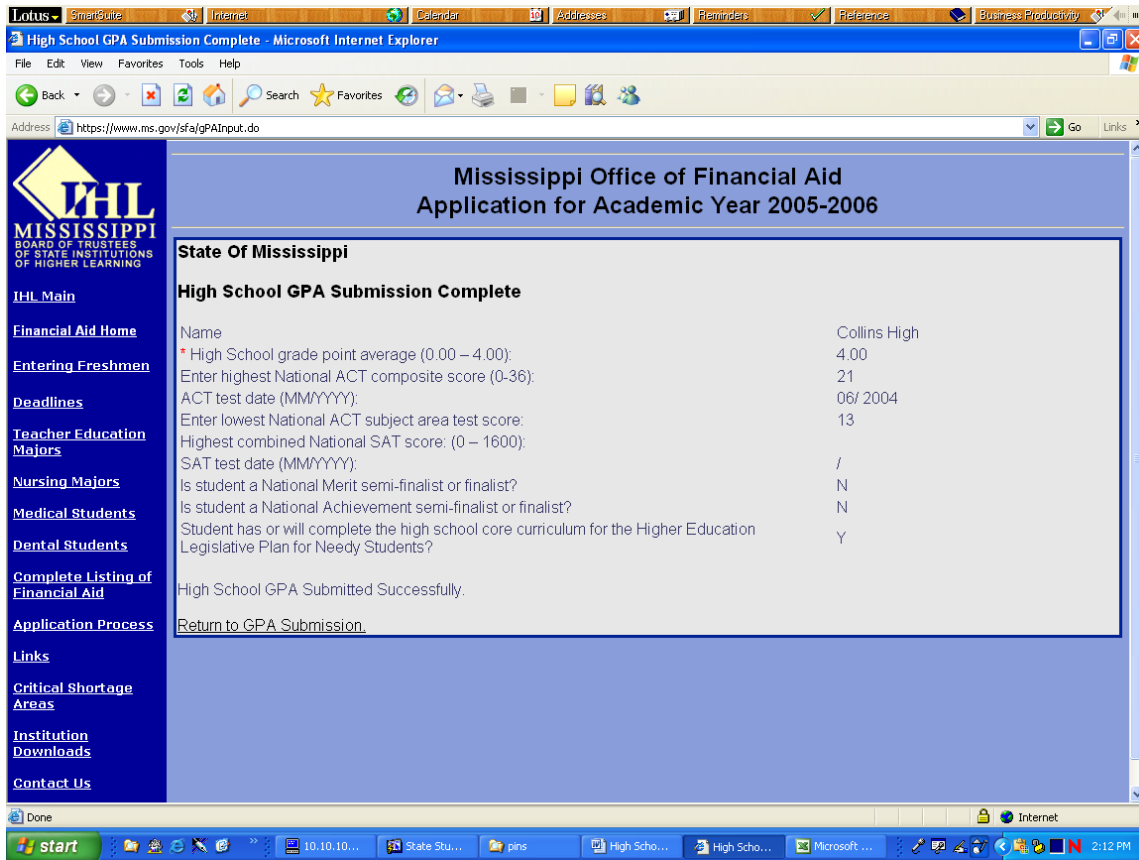 Lotus SmartSuite Internet Calendar 10 Addresses Reminders Reference Business Productivity
High School GPA Submission Complete - Microsoft Internet Explorer
File Edit View Favorites Tools Help
Back Search Favorites
Address https://www.ms.gov/sfa/gPAInput.do Go Links
IHL
MISSISSIPPI
BOARD OF TRUSTEES
OF STATE INSTITUTIONS
OF HIGHER LEARNING
IHL Main
Financial Aid Home
Entering Freshmen
Deadlines
Teacher Education
Majors
Nursing Majors
Medical Students
Dental Students
Complete Listing of
Financial Aid
Application Process
Links
Critical Shortage
Areas
Institution
Downloads
Contact Us
Mississippi Office of Financial Aid
Application for Academic Year 2005-2006
State Of Mississippi
High School GPA Submission Complete
Name Collins High
* High School grade point average (0.00 – 4.00): 4.00
Enter highest National ACT composite score (0-36): 21
ACT test date (MM/YYYY): 06/ 2004
Enter lowest National ACT subject area test score: 13
Highest combined National SAT score: (0 – 1600):
SAT test date (MM/YYYY): /
Is student a National Merit semi-finalist or finalist? N
Is student a National Achievement semi-finalist or finalist? N
Student has or will complete the high school core curriculum for the Higher Education
Legislative Plan for Needy Students? Y
High School GPA Submitted Successfully.
Return to GPA Submission.
Done Internet
start 10.10.10... State Stu... pins High Scho... High Scho... Microsoft ... N 2:12 PM